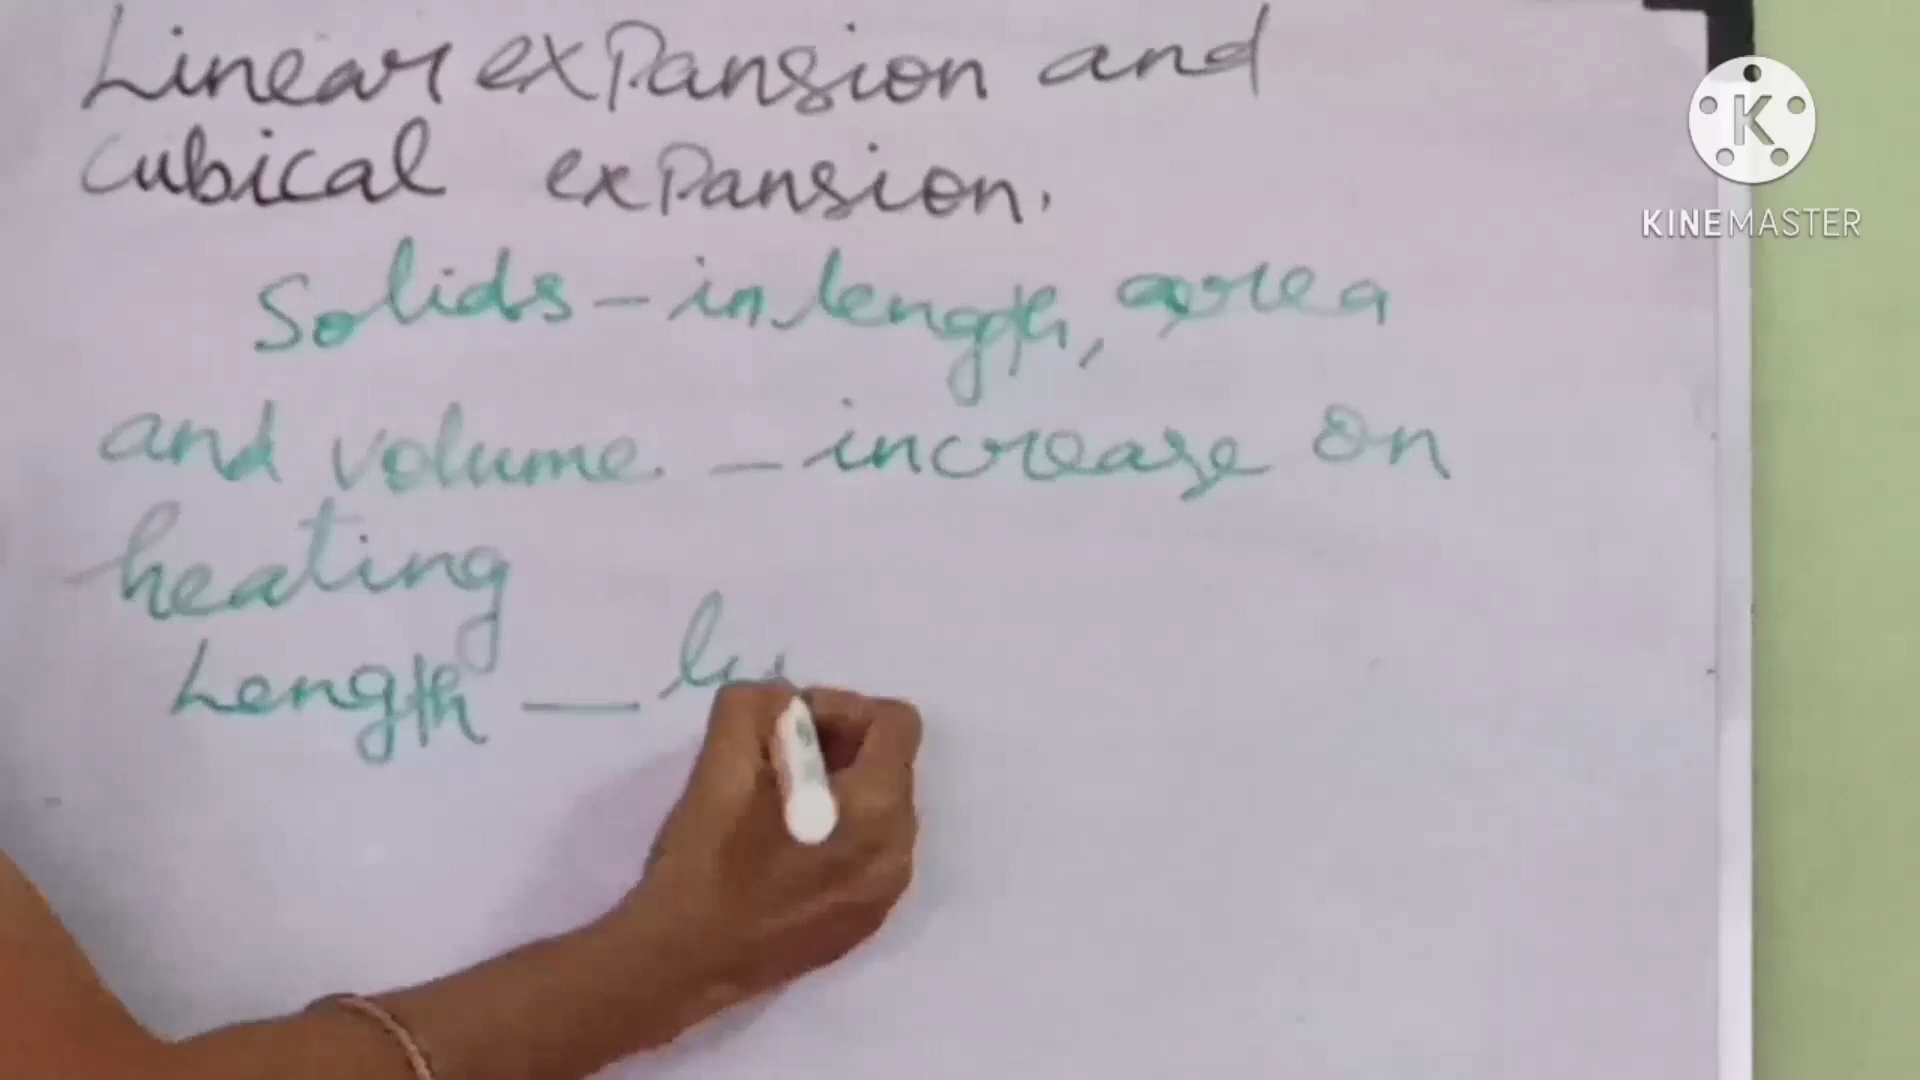 Linear expansion and
cubical expansion.
Solids - in length, area
and volume. - increase on
heating
Length —
K
KINEMASTER